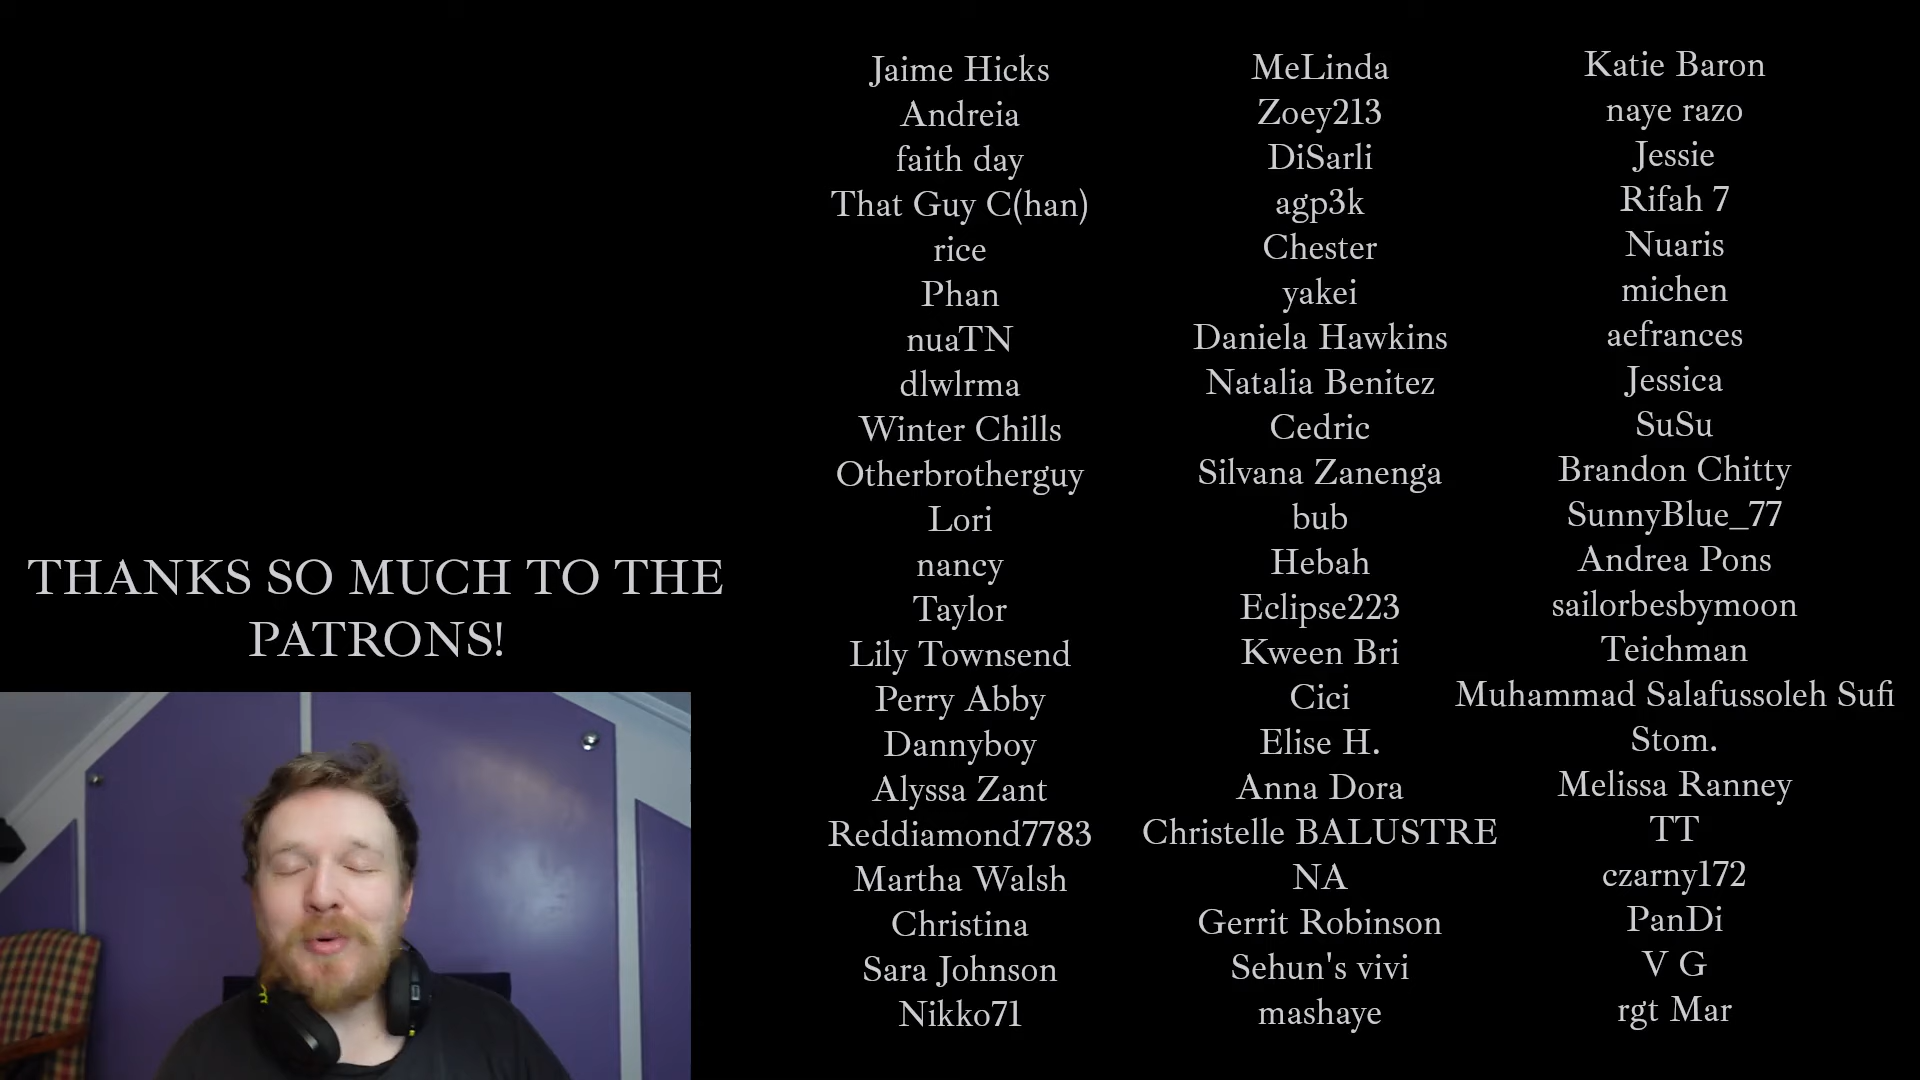 THANKS SO MUCH TO THE
PATRONS!
Jaime Hicks
Andreia
faith day
That Guy C(han)
rice
Phan
nuaTN
dlwlrma
Winter Chills
Otherbrotherguy
Lori
nancy
Taylor
Lily Townsend
Perry Abby
Dannyboy
Alyssa Zant
Reddiamond7783
Martha Walsh
Christina
Sara Johnson
Nikko71
MeLinda
Zoey213
DiSarli
agp3k
Chester
yakei
Daniela Hawkins
Natalia Benitez
Cedric
Silvana Zanenga
bub
Hebah
Eclipse223
Kween Bri
Cici
Elise H.
Anna Dora
Christelle BALUSTRE
NA
Gerrit Robinson
Sehun's vivi
mashaye
Katie Baron
naye razo
Jessie
Rifah 7
Nuaris
michen
aefrances
Jessica
SuSu
Brandon Chitty
SunnyBlue_77
Andrea Pons
sailorbesbymoon
Teichman
Muhammad Salafussoleh Sufi
Stom.
Melissa Ranney
TT
czarny172
PanDi
V G
rgt Mar